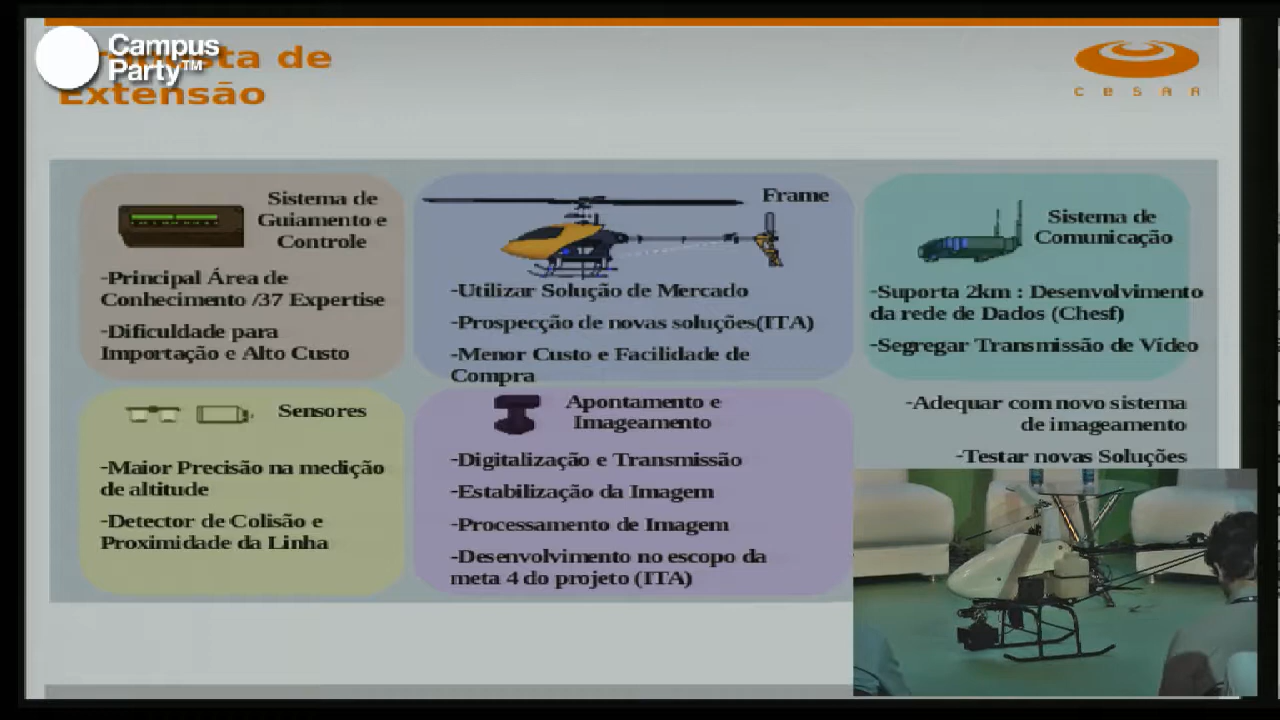 Campus
Party™
sta de
Extensão
CESAR
Sistema de
Guiamento e
Controle
-Principal Área de
Conhecimento /37 Expertise
-Dificuldade para
Importação e Alto Custo
Frame
-Utilizar Solução de Mercado
-Prospecção de novas soluções(ITA)
-Menor Custo e Facilidade de
Compra
Sistema de
Comunicação
-Suporta 2km : Desenvolvimento
da rede de Dados (Chesf)
-Segregar Transmissão de Vídeo
Sensores
-Maior Precisão na medição
de altitude
-Detector de Colisão e
Proximidade da Linha
Apontamento e
Imageamento
-Digitalização e Transmissão
-Estabilização da Imagem
-Processamento de Imagem
-Desenvolvimento no escopo da
meta 4 do projeto (ITA)
-Adequar com novo sistema
de imageamento
-Testar novas Soluções